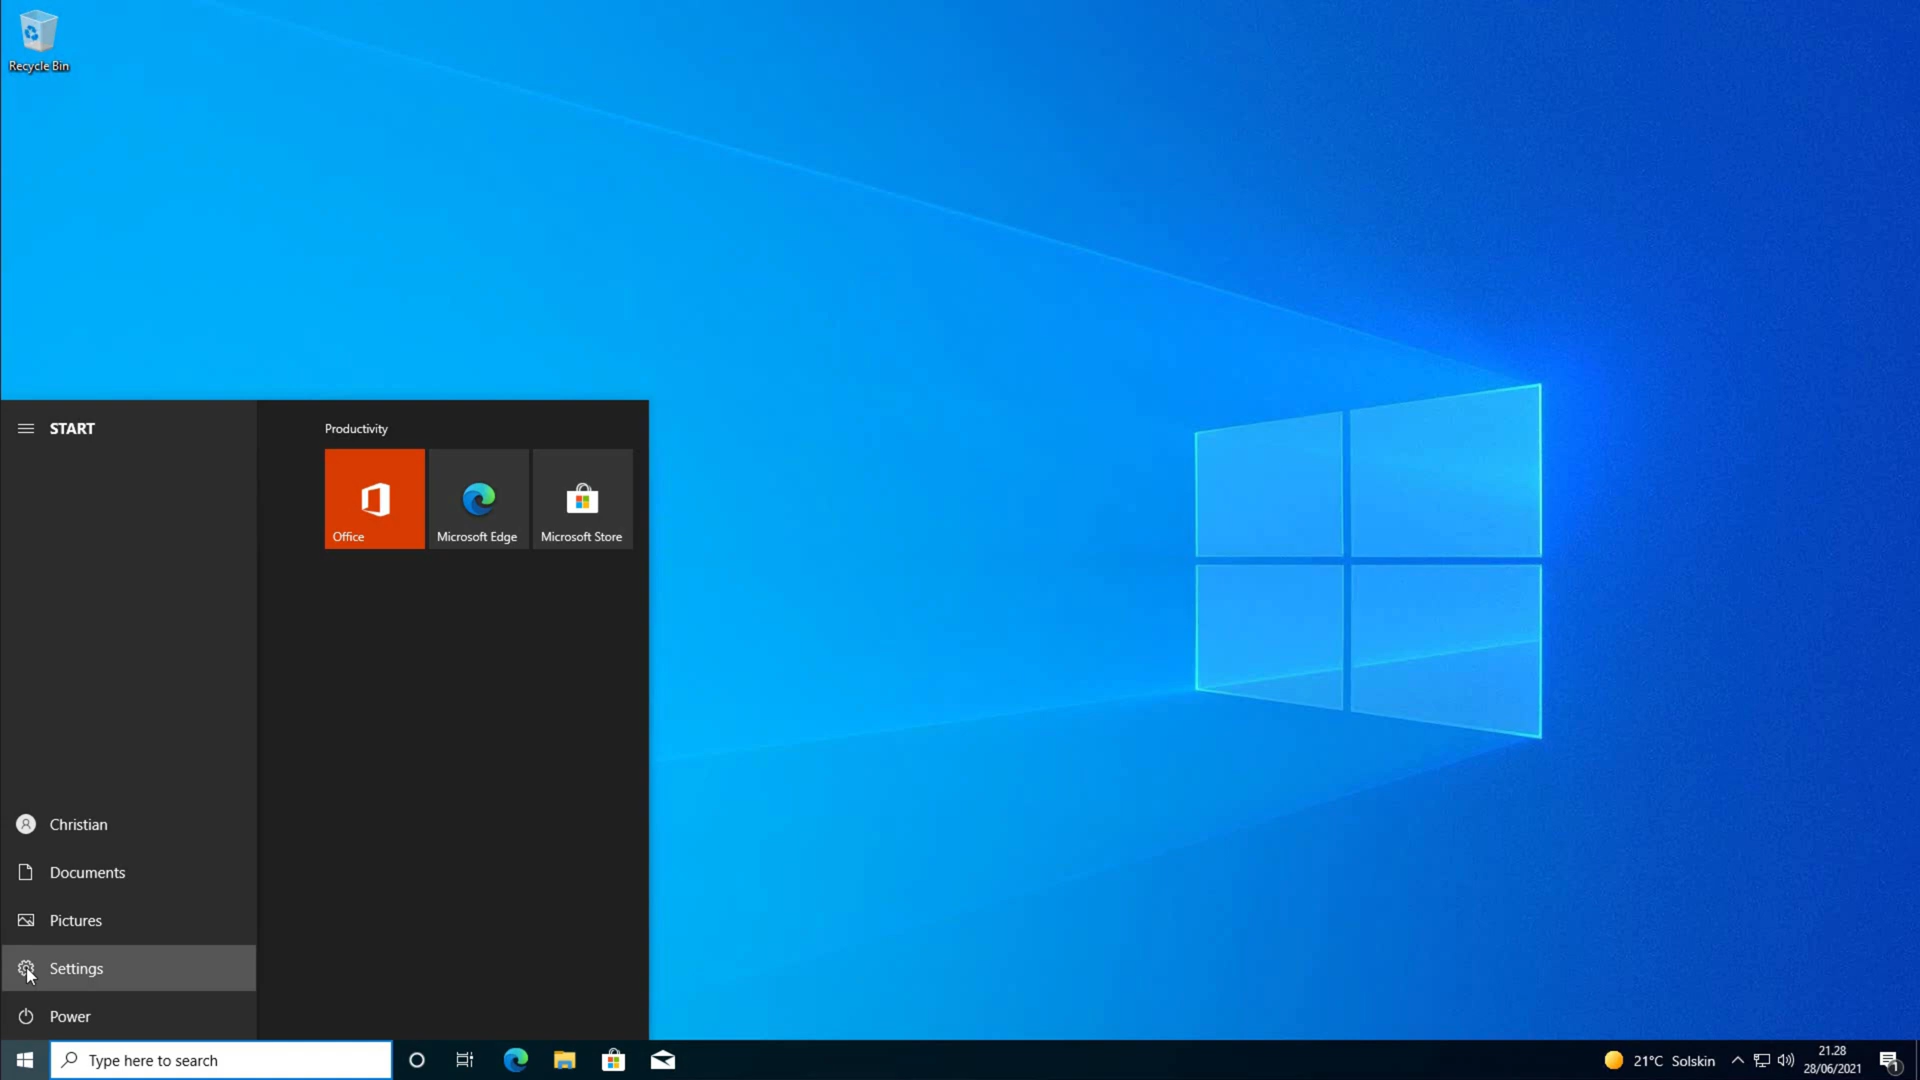 Recycle Bin
START
Productivity
Office
Microsoft Edge
Microsoft Store
Christian
Documents
Pictures
Settings
Power
Type here to search
21°C Solskin
21.28
28/06/2021
1